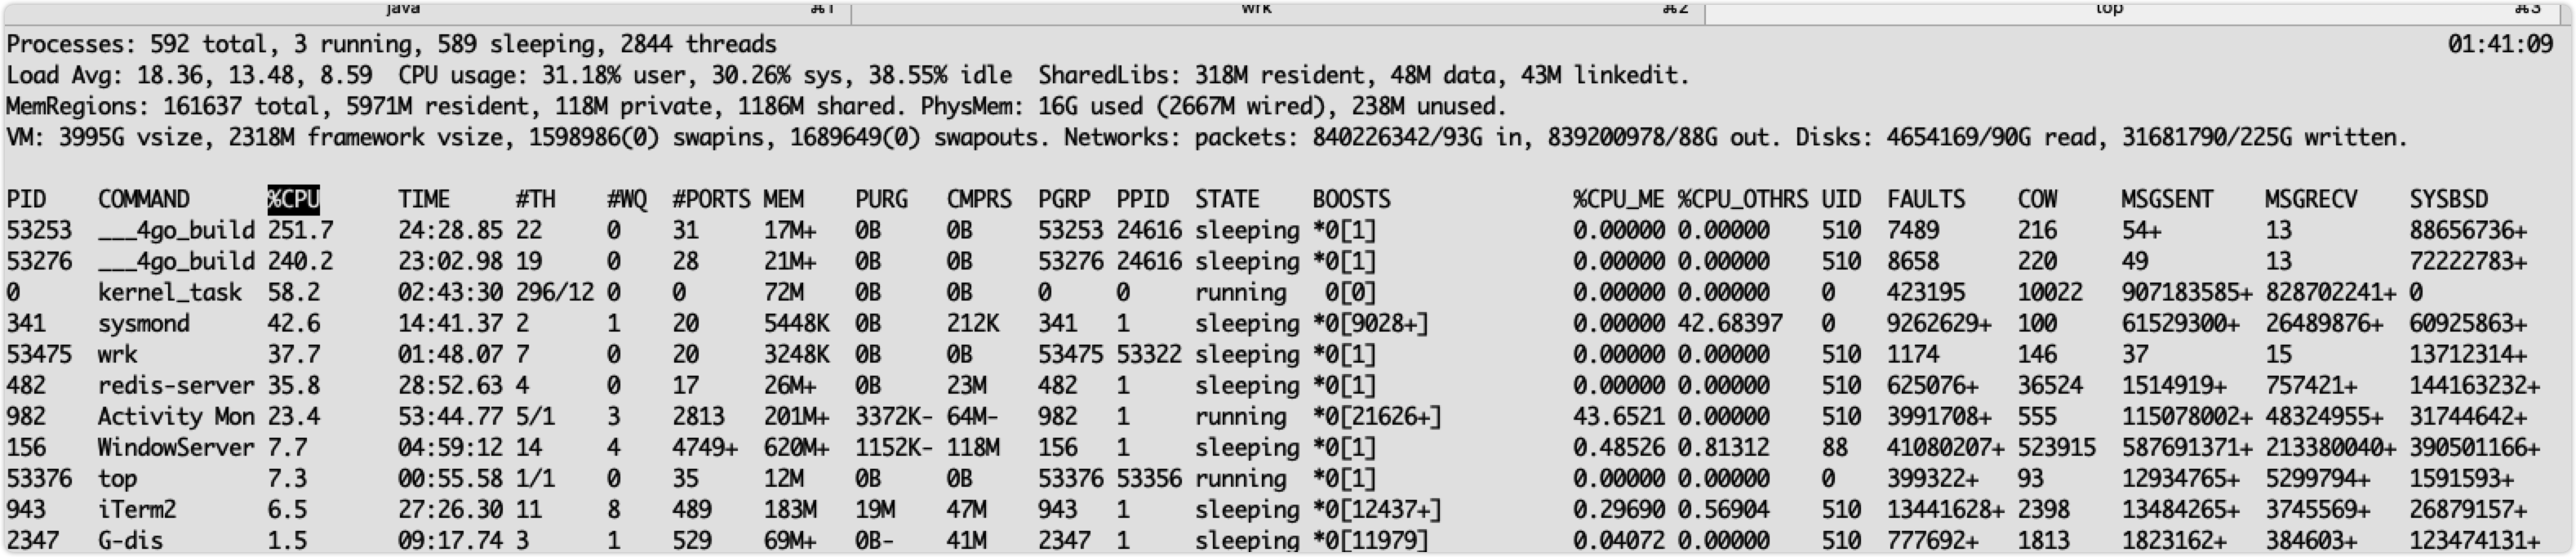 java ⌘1 wrk ⌘2 top ⌘3
Processes: 592 total, 3 running, 589 sleeping, 2844 threads 01:41:09
Load Avg: 18.36, 13.48, 8.59 CPU usage: 31.18% user, 30.26% sys, 38.55% idle SharedLibs: 318M resident, 48M data, 43M linkedit.
MemRegions: 161637 total, 5971M resident, 118M private, 1186M shared. PhysMem: 16G used (2667M wired), 238M unused.
VM: 3995G vsize, 2318M framework vsize, 1598986(0) swapins, 1689649(0) swapouts. Networks: packets: 840226342/93G in, 839200978/88G out. Disks: 4654169/90G read, 31681790/225G written.
PID COMMAND %CPU TIME #TH #WQ #PORTS MEM PURG CMPRS PGRP PPID STATE BOOSTS %CPU_ME %CPU_OTHRS UID FAULTS COW MSGSENT MSGRECV SYSBSD
53253 ___4go_build 251.7 24:28.85 22 0 31 17M+ 0B 0B 53253 24616 sleeping *0[1] 0.00000 0.00000 510 7489 216 54+ 13 88656736+
53276 ___4go_build 240.2 23:02.98 19 0 28 21M+ 0B 0B 53276 24616 sleeping *0[1] 0.00000 0.00000 510 8658 220 49 13 72222783+
0 kernel_task 58.2 02:43:30 296/12 0 0 72M 0B 0B 0 0 running 0[0] 0.00000 0.00000 0 423195 10022 907183585+ 828702241+ 0
341 sysmond 42.6 14:41.37 2 1 20 5448K 0B 212K 341 1 sleeping *0[9028+] 0.00000 42.68397 0 9262629+ 100 61529300+ 26489876+ 60925863+
53475 wrk 37.7 01:48.07 7 0 20 3248K 0B 0B 53475 53322 sleeping *0[1] 0.00000 0.00000 510 1174 146 37 15 13712314+
482 redis-server 35.8 28:52.63 4 0 17 26M+ 0B 23M 482 1 sleeping *0[1] 0.00000 0.00000 510 625076+ 36524 1514919+ 757421+ 144163232+
982 Activity Mon 23.4 53:44.77 5/1 3 2813 201M+ 3372K- 64M- 982 1 running *0[21626+] 43.6521 0.00000 510 3991708+ 555 115078002+ 48324955+ 31744642+
156 WindowServer 7.7 04:59:12 14 4 4749+ 620M+ 1152K- 118M 156 1 sleeping *0[1] 0.48526 0.81312 88 41080207+ 523915 587691371+ 213380040+ 390501166+
53376 top 7.3 00:55.58 1/1 0 35 12M 0B 0B 53376 53356 running *0[1] 0.00000 0.00000 0 399322+ 93 12934765+ 5299794+ 1591593+
943 iTerm2 6.5 27:26.30 11 8 489 183M 19M 47M 943 1 sleeping *0[12437+] 0.29690 0.56904 510 13441628+ 2398 13484265+ 3745569+ 26879157+
2347 G-dis 1.5 09:17.74 3 1 529 69M+ 0B- 41M 2347 1 sleeping *0[11979] 0.04072 0.00000 510 777692+ 1813 1823162+ 384603+ 123474131+